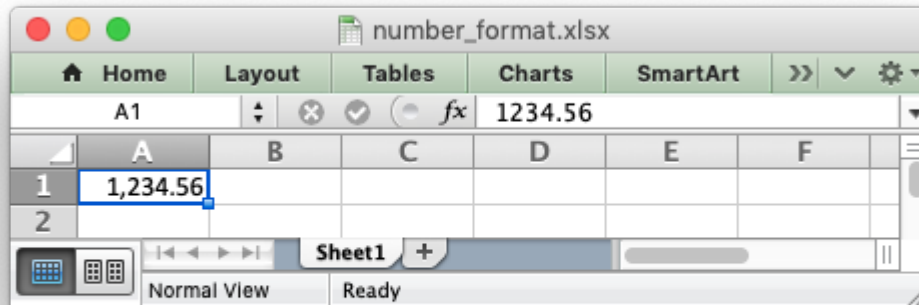 number_format.xlsx
Home Layout Tables Charts SmartArt
A1 fx 1234.56
A B C D E F
1 1,234.56
2
Sheet1
Normal View Ready